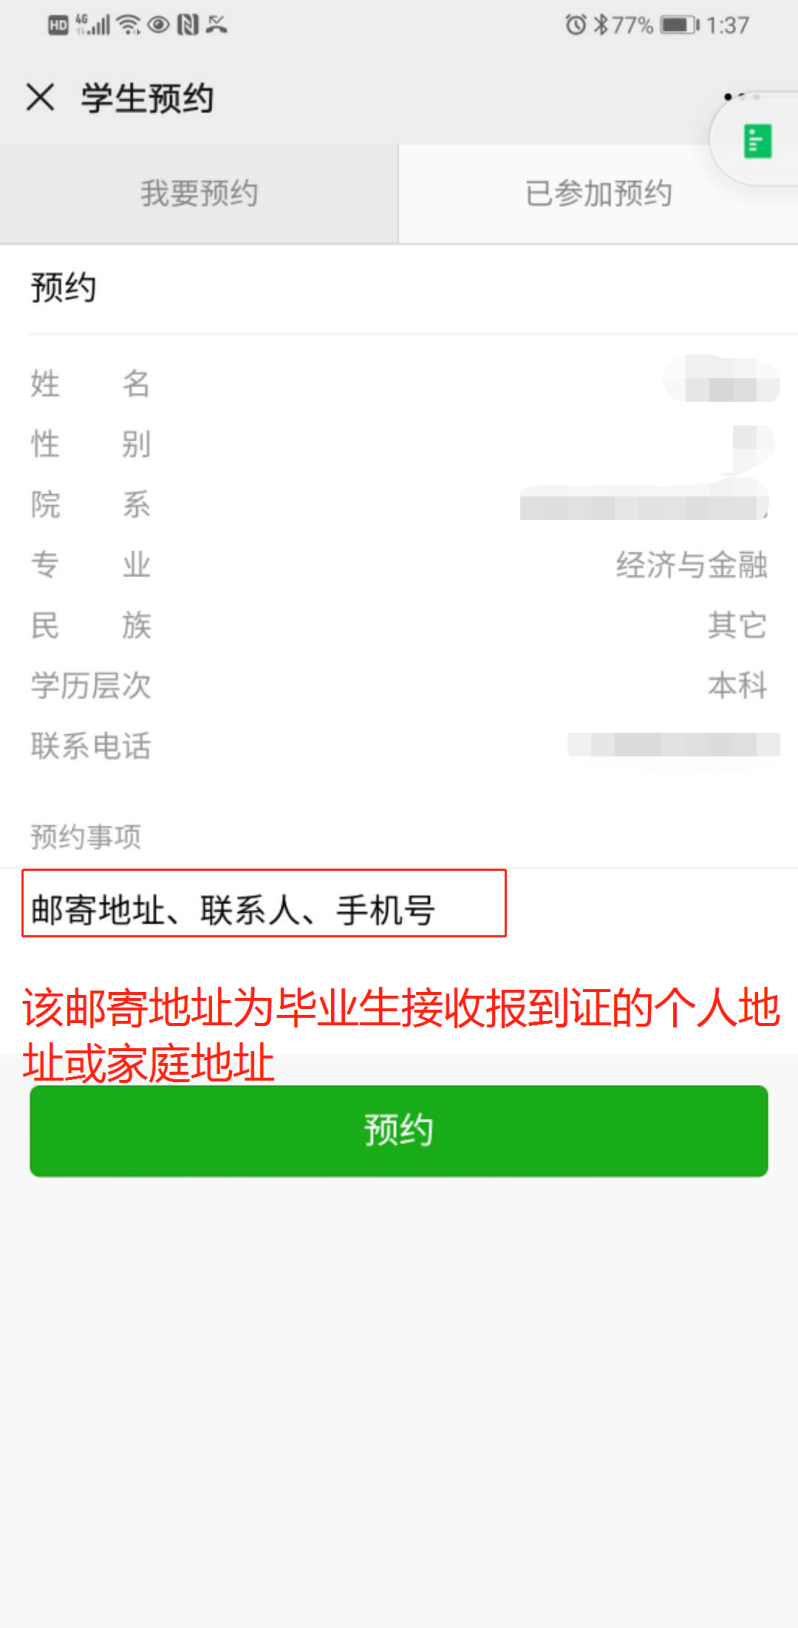 HD 4G 77% 1:37
学生预约
我要预约 已参加预约
预约
姓名
性别
院系
专业 经济与金融
民族 其它
学历层次 本科
联系电话
预约事项
邮寄地址、联系人、手机号
该邮寄地址为毕业生接收报到证的个人地
址或家庭地址
预约